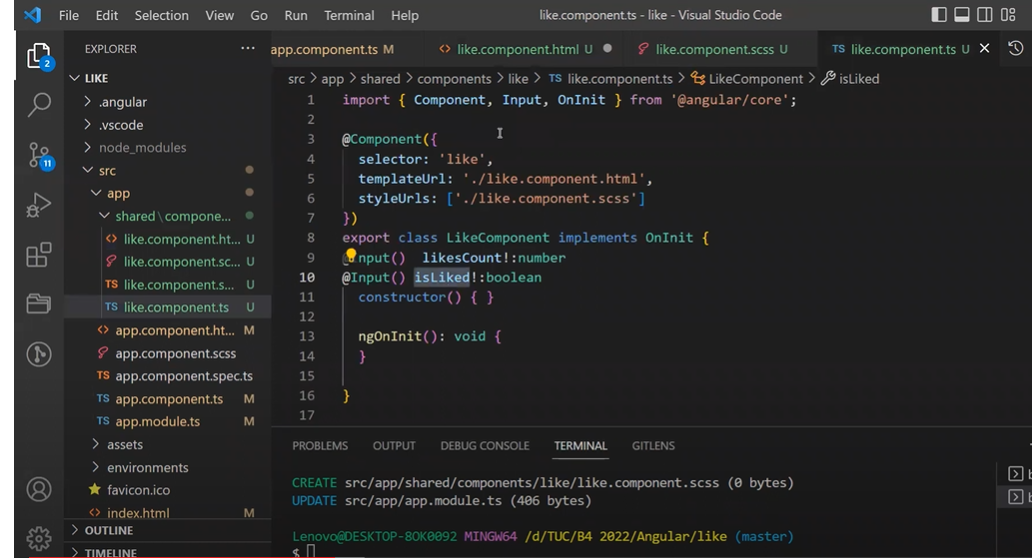 File Edit Selection View Go Run Terminal Help like.component.ts - like - Visual Studio Code
EXPLORER ...
app.component.ts M like.component.html U like.component.scss U TS like.component.ts U
src > app > shared > components > like > TS like.component.ts > LikeComponent > isLiked
2
11
LIKE
.angular
.vscode
node_modules
src
app
shared\compone...
like.component.ht... U
like.component.sc... U
TS like.component.s... U
TS like.component.ts U
app.component.ht... M
app.component.scss
TS app.component.spec.ts
TS app.component.ts M
TS app.module.ts M
assets
environments
favicon.ico
index.html
OUTLINE
TIMELINE
1 import { Component, Input, OnInit } from '@angular/core';
2
3 @Component({
4 selector: 'like',
5 templateUrl: './like.component.html',
6 styleUrls: ['./like.component.scss']
7 })
8 export class LikeComponent implements OnInit {
9 @Input() likesCount!:number
10 @Input() isLiked!:boolean
11 constructor() { }
12
13 ngOnInit(): void {
14 }
15
16 }
17
PROBLEMS OUTPUT DEBUG CONSOLE TERMINAL GITLENS
CREATE src/app/shared/components/like/like.component.scss (0 bytes)
UPDATE src/app/app.module.ts (406 bytes)
Lenovo@DESKTOP-8OK0092 MINGW64 /d/TUC/B4 2022/Angular/like (master)
$